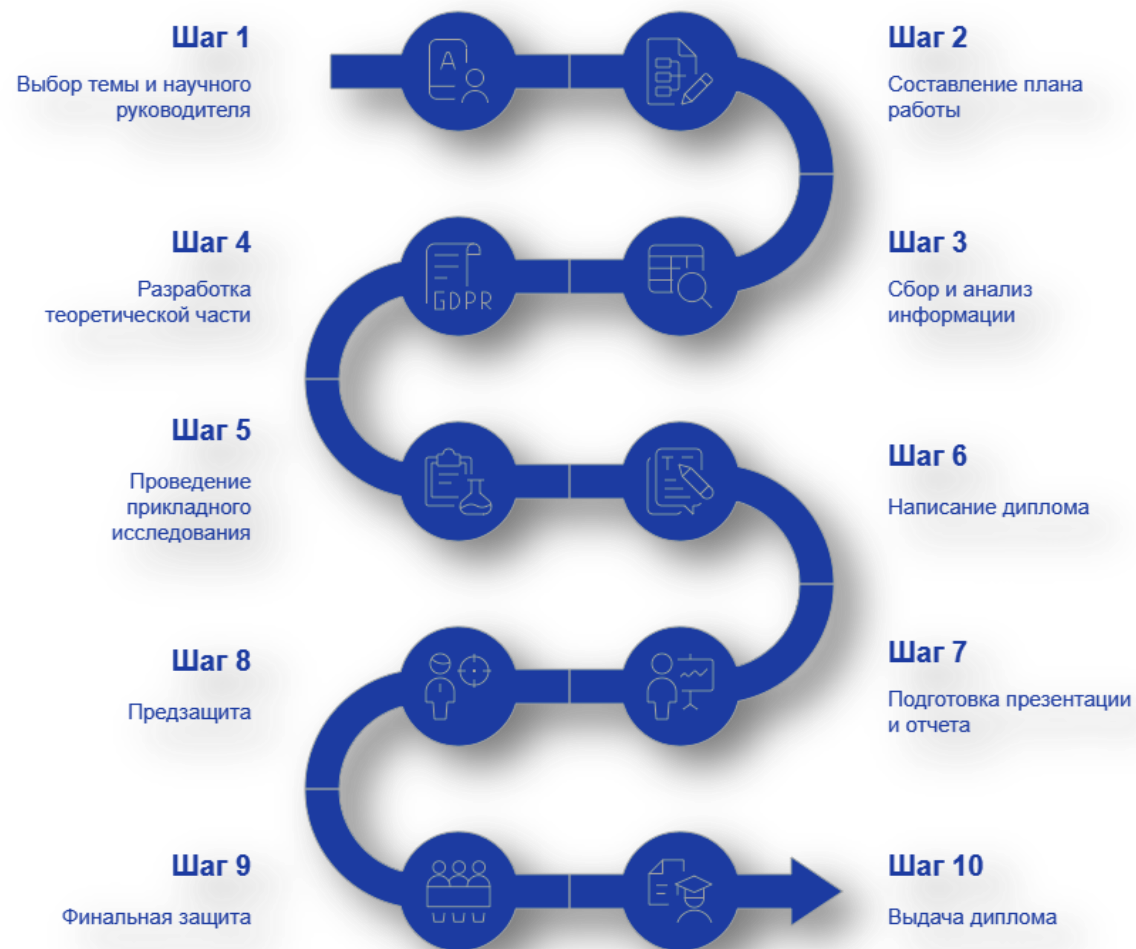 Шаг 1
Выбор темы и научного
руководителя
Шаг 2
Составление плана
работы
Шаг 4
Разработка
теоретической части
Шаг 3
Сбор и анализ
информации
Шаг 5
Проведение
прикладного
исследования
Шаг 6
Написание диплома
Шаг 8
Предзащита
Шаг 7
Подготовка презентации
и отчета
Шаг 9
Финальная защита
Шаг 10
Выдача диплома
A
GDPR
T